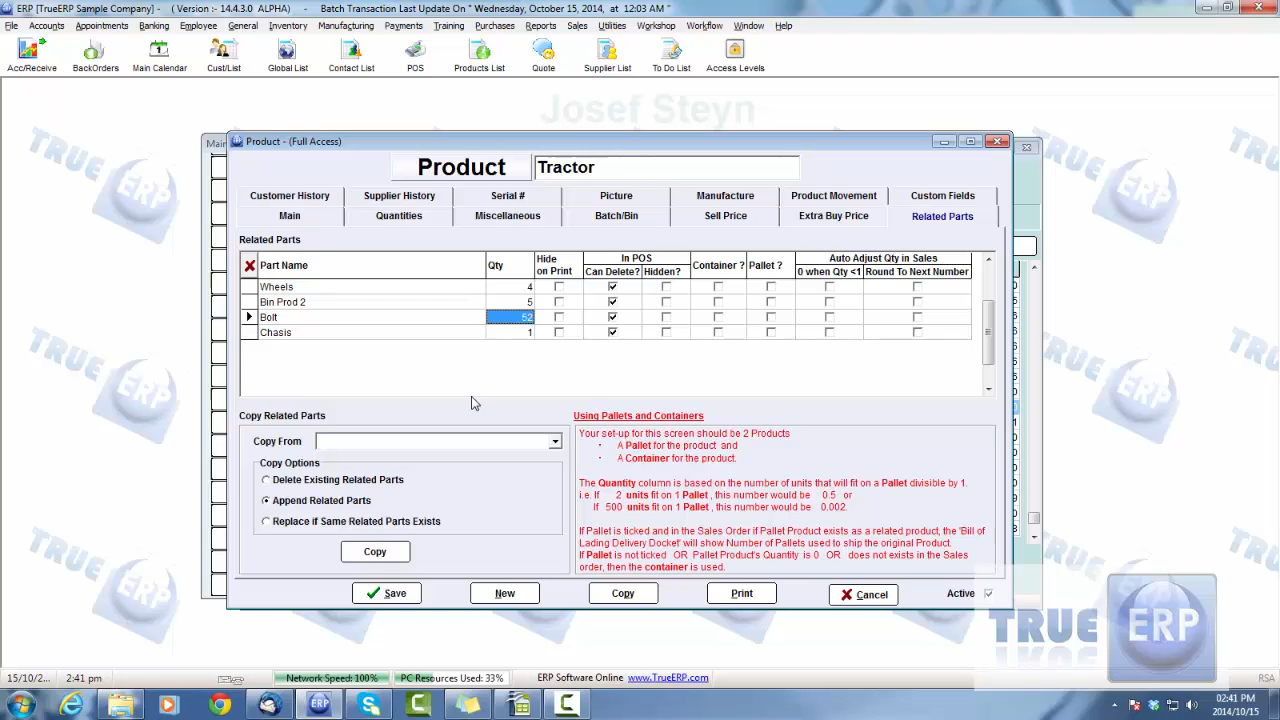 ERP [TrueERP Sample Company] - ( Version :- 14.4.3.0 ALPHA) Batch Transaction Last Update On " Wednesday, October 15, 2014, at 12:03 AM "
File Accounts Appointments Banking Employee General Inventory Manufacturing Payments Training Purchases Reports Sales Utilities Workshop Workflow Window Help
Acc/Receive BackOrders Main Calendar Cust/List Global List Contact List POS Products List Quote Supplier List To Do List Access Levels
Josef Steyn
Main
Product - (Full Access)
Product Tractor
Customer History Supplier History Serial # Picture Manufacture Product Movement Custom Fields
Main Quantities Miscellaneous Batch/Bin Sell Price Extra Buy Price Related Parts
Related Parts
Part Name Qty Hide on Print In POS Can Delete? Hidden? Container ? Pallet ? Auto Adjust Qty in Sales 0 when Qty <1 Round To Next Number
Wheels 4
Bin Prod 2 5
Bolt 52
Chasis 1
Copy Related Parts
Copy From
Copy Options
Delete Existing Related Parts
Append Related Parts
Replace if Same Related Parts Exists
Copy
Using Pallets and Containers
Your set-up for this screen should be 2 Products
· A Pallet for the product and
· A Container for the product.
The Quantity column is based on the number of units that will fit on a Pallet divisible by 1.
i.e. If 2 units fit on 1 Pallet , this number would be 0.5 or
If 500 units fit on 1 Pallet , this number would be 0.002.
If Pallet is ticked and in the Sales Order if Pallet Product exists as a related product, the 'Bill of
Lading Delivery Docket' will show Number of Pallets used to ship the original Product.
If Pallet is not ticked OR Pallet Product's Quantity is 0 OR does not exists in the Sales
order, then the container is used.
Save New Copy Print Cancel Active
TRUE ERP
15/10/2... 2:41 pm Network Speed: 100% PC Resources Used: 33% ERP Software Online www.TrueERP.com RSA
02:41 PM
2014/10/15